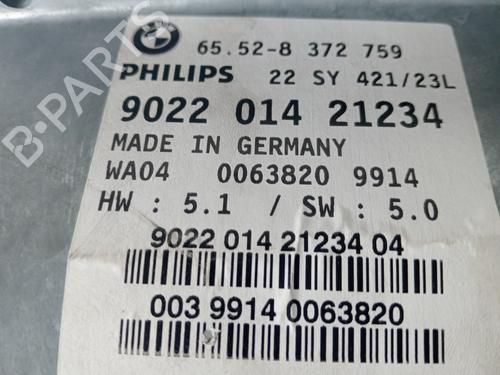 65.52-8 372 759
PHILIPS 22 SY 421/23L
9022 014 21234
MADE IN GERMANY
WA04 0063820 9914
HW : 5.1 / SW : 5.0
9022 014 21234 04
003 9914 0063820
B-PARTS